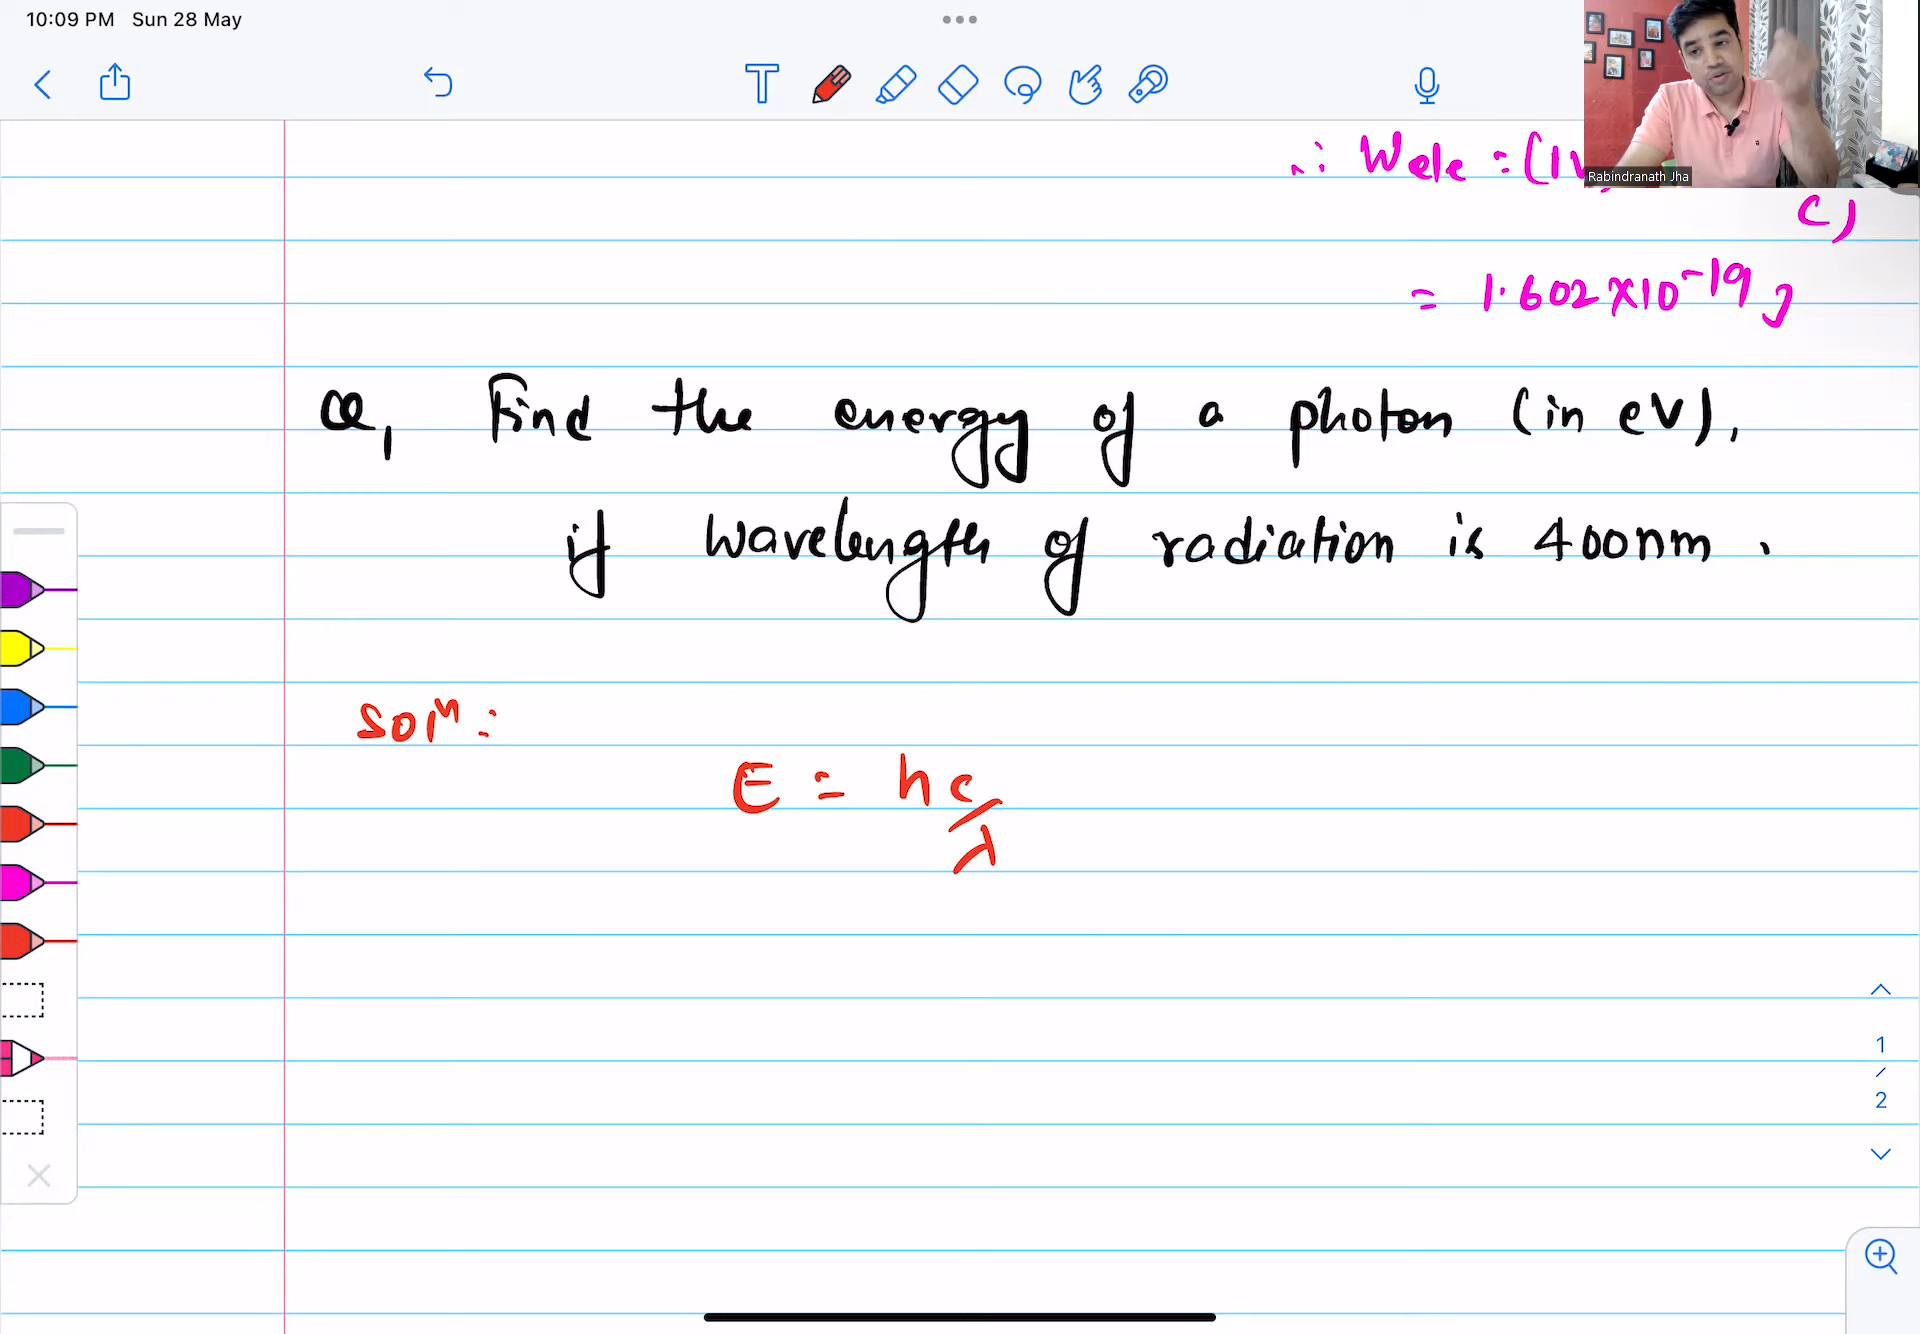 10:09 PM Sun 28 May
∴ Wele = (1V
Rabindranath Jha
C)
= 1.602 × 10⁻¹⁹ J
Q, Find the energy of a photon (in eV),
if wavelength of radiation is 400nm.
Solⁿ:
E = hc/λ
1
/
2